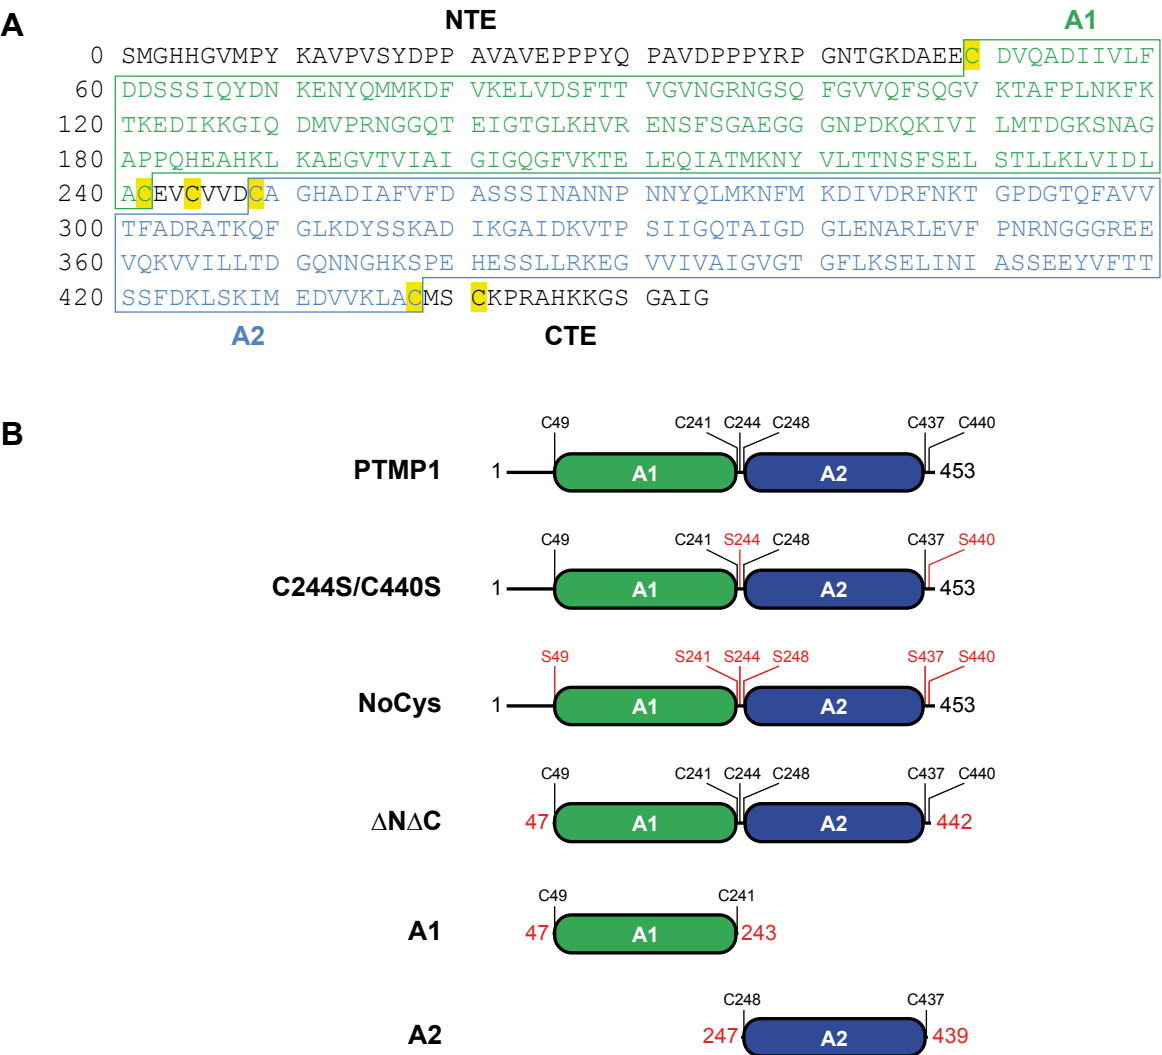 A
NTE A1
0 SMGHHGVMPY KAVPVSYDPP AVAVEPPPYQ PAVDPPPYRP GNTGKDAEEC DVQADIIVLF
60 DDSSSIQYDN KENYQMMKDF VKELVDSFTT VGVNGRNGSQ FGVVQFSQGV KTAFPLNKFK
120 TKEDIKKGIQ DMVPRNGGQT EIGTGLKHVR ENSFSGAEGG GNPDKQKIVI LMTDGKSNAG
180 APPQHEAHKL KAEGVTVIAI GIGQGFVKTE LEQIATMKNY VLTTNSFSEL STLLKLVIDL
240 ACEVCVVDCA GHADIAFVFD ASSSINANNP NNYQLMKNFM KDIVDRFNKT GPDGTQFAVV
300 TFADRATKQF GLKDYSSKAD IKGAIDKVTP SIIGQTAIGD GLENARLEVF PNRNGGGREE
360 VQKVVILLTD GQNNGHKSPE HESSLLRKEG VVIVAIGVGT GFLKSELINI ASSEEYVFTT
420 SSFDKLSKIM EDVVKLACMS CKPRAHKKGS GAIG
A2 CTE
B
C49 C241 C244 C248 C437 C440
PTMP1 1 A1 A2 453
C49 C241 S244 C248 C437 S440
C244S/C440S 1 A1 A2 453
S49 S241 S244 S248 S437 S440
NoCys 1 A1 A2 453
C49 C241 C244 C248 C437 C440
ΔNΔC 47 A1 A2 442
C49 C241
A1 47 A1 243
C248 C437
A2 247 A2 439